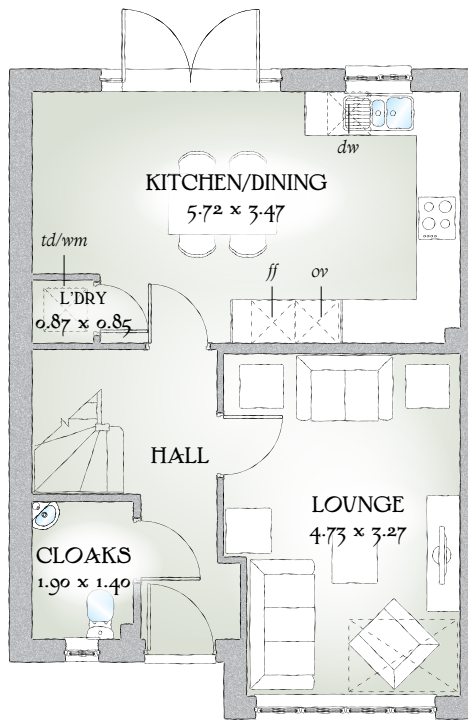 dw
KITCHEN/DINING
5.72 x 3.47
td/wm
ff ov
L'DRY
0.87 x 0.85
HALL
LOUNGE
4.73 x 3.27
CLOAKS
1.90 x 1.40